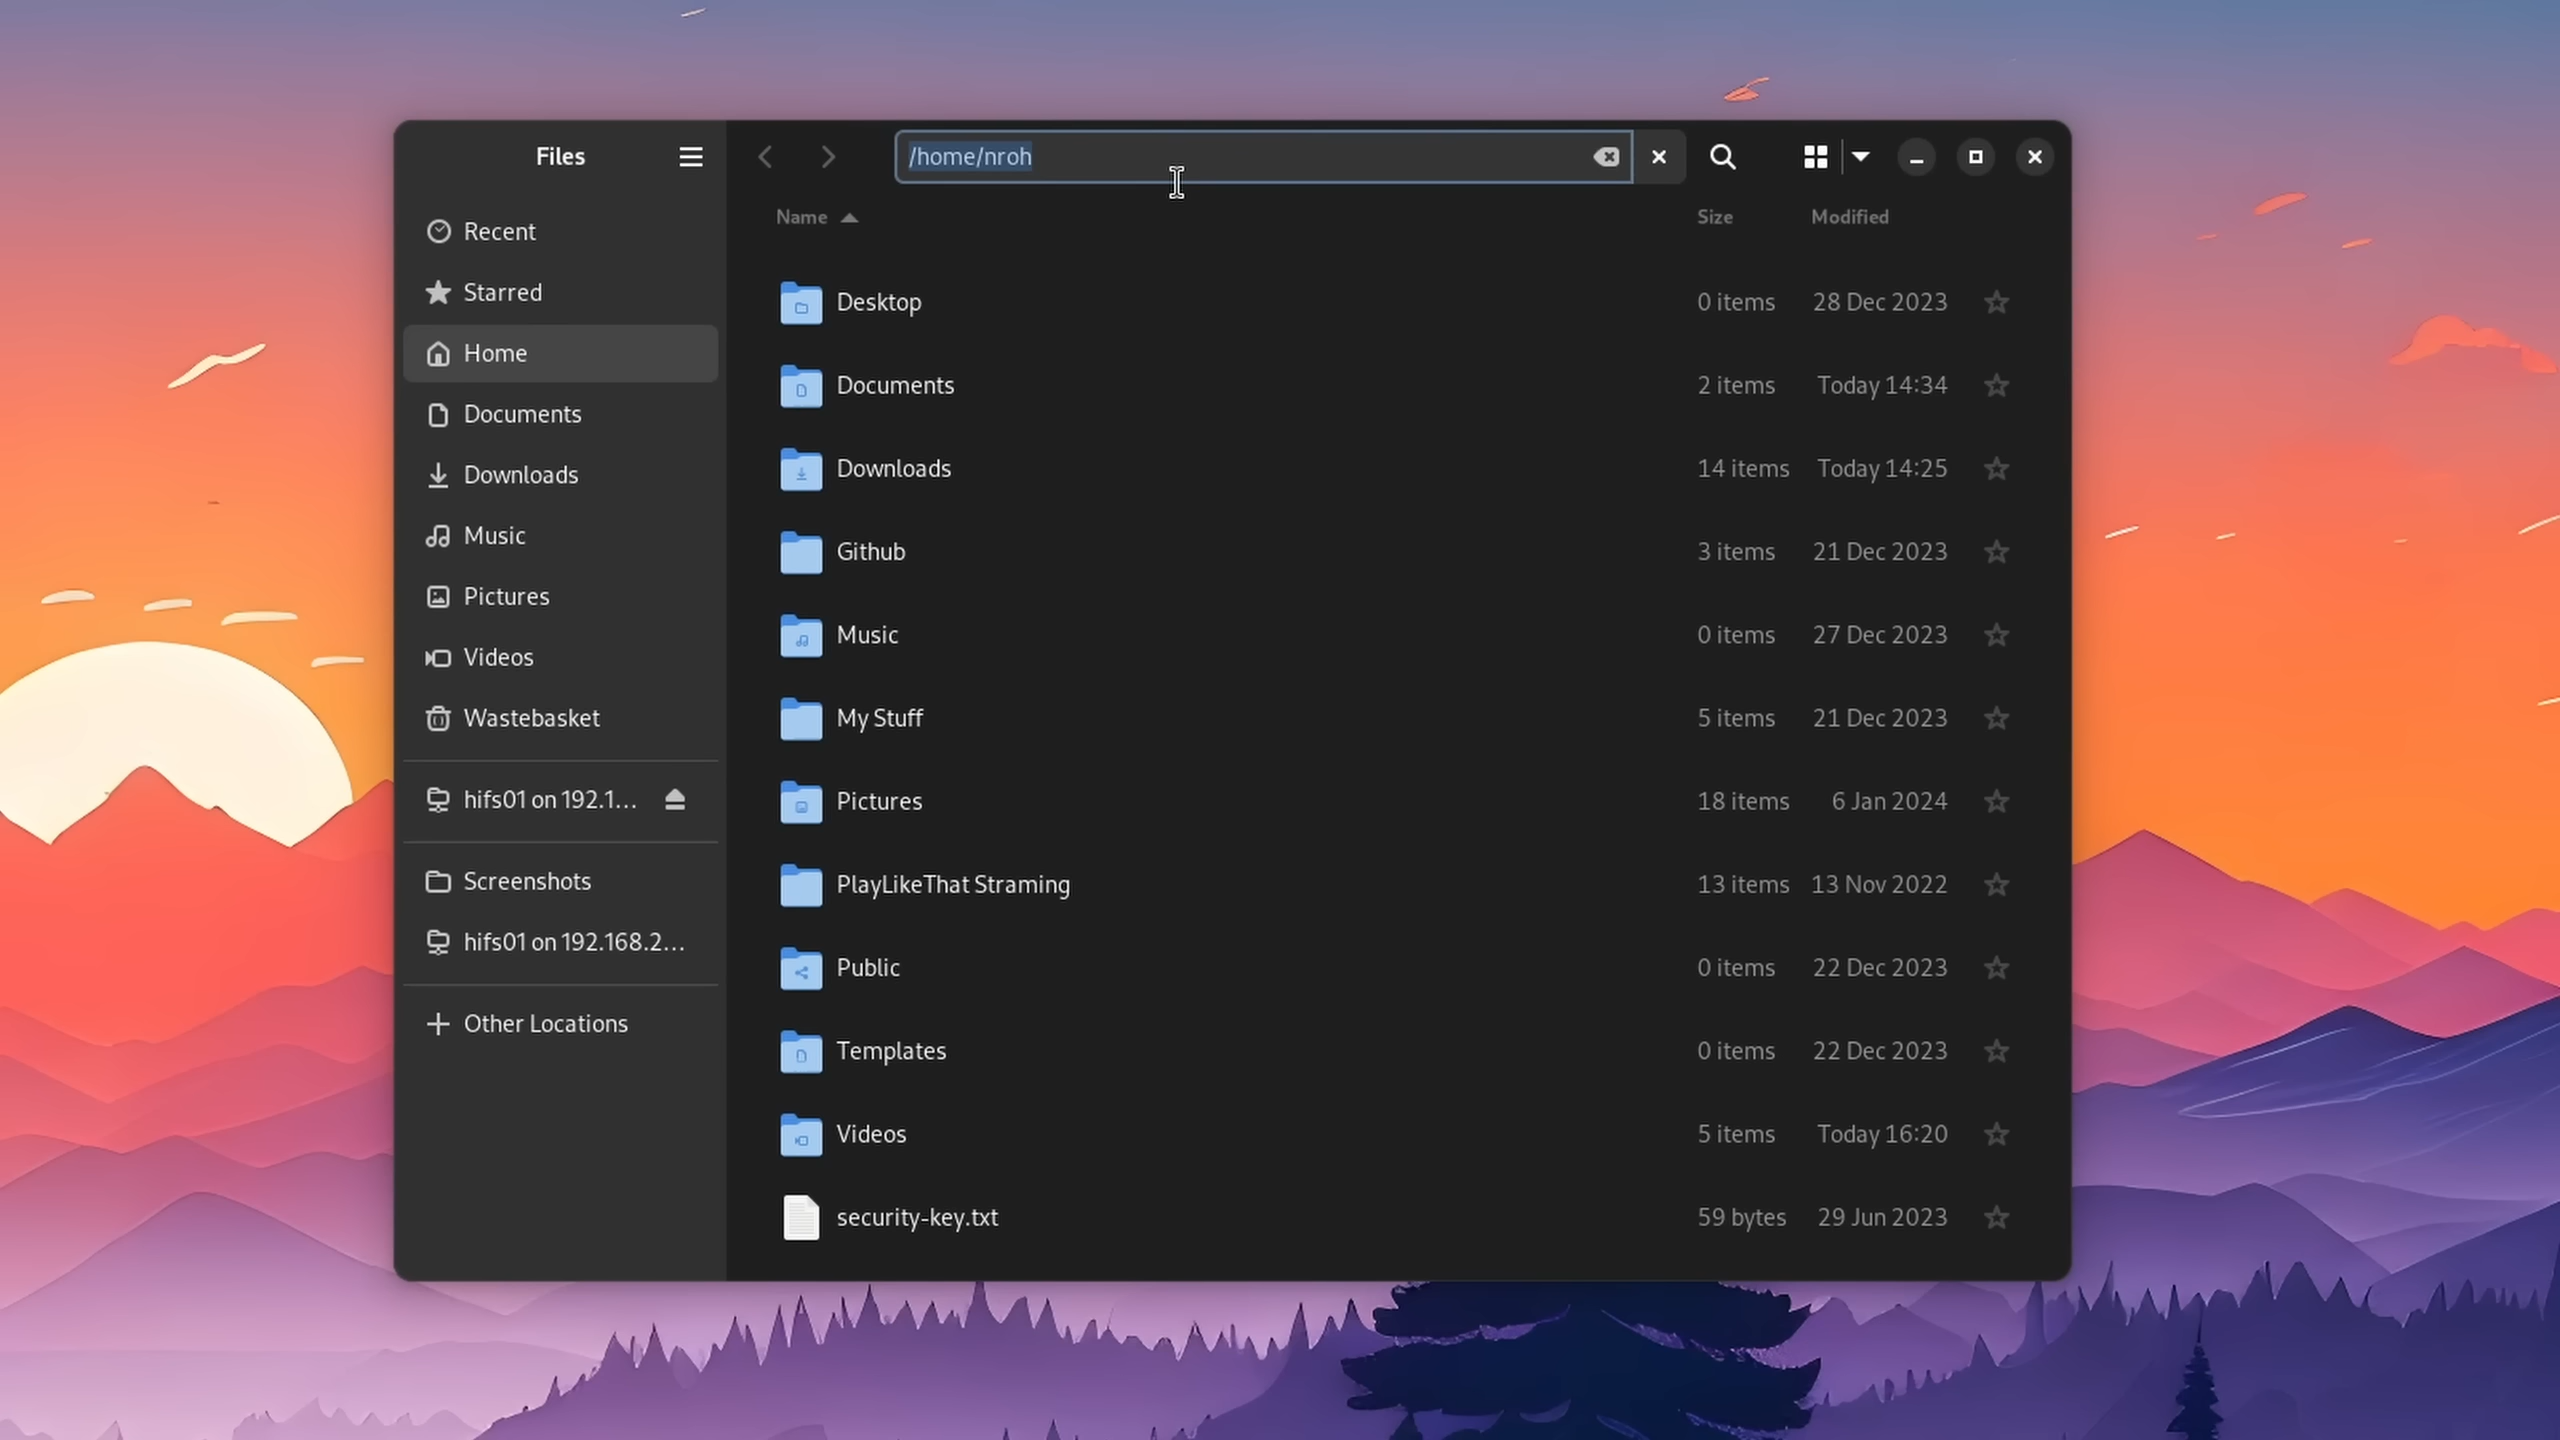 Files
/home/nroh
Recent
Starred
Home
Documents
Downloads
Music
Pictures
Videos
Wastebasket
hifs01 on 192.1...
Screenshots
hifs01 on 192.168.2...
Other Locations
Name Size Modified
Desktop 0 items 28 Dec 2023
Documents 2 items Today 14:34
Downloads 14 items Today 14:25
Github 3 items 21 Dec 2023
Music 0 items 27 Dec 2023
My Stuff 5 items 21 Dec 2023
Pictures 18 items 6 Jan 2024
PlayLikeThat Straming 13 items 13 Nov 2022
Public 0 items 22 Dec 2023
Templates 0 items 22 Dec 2023
Videos 5 items Today 16:20
security-key.txt 59 bytes 29 Jun 2023